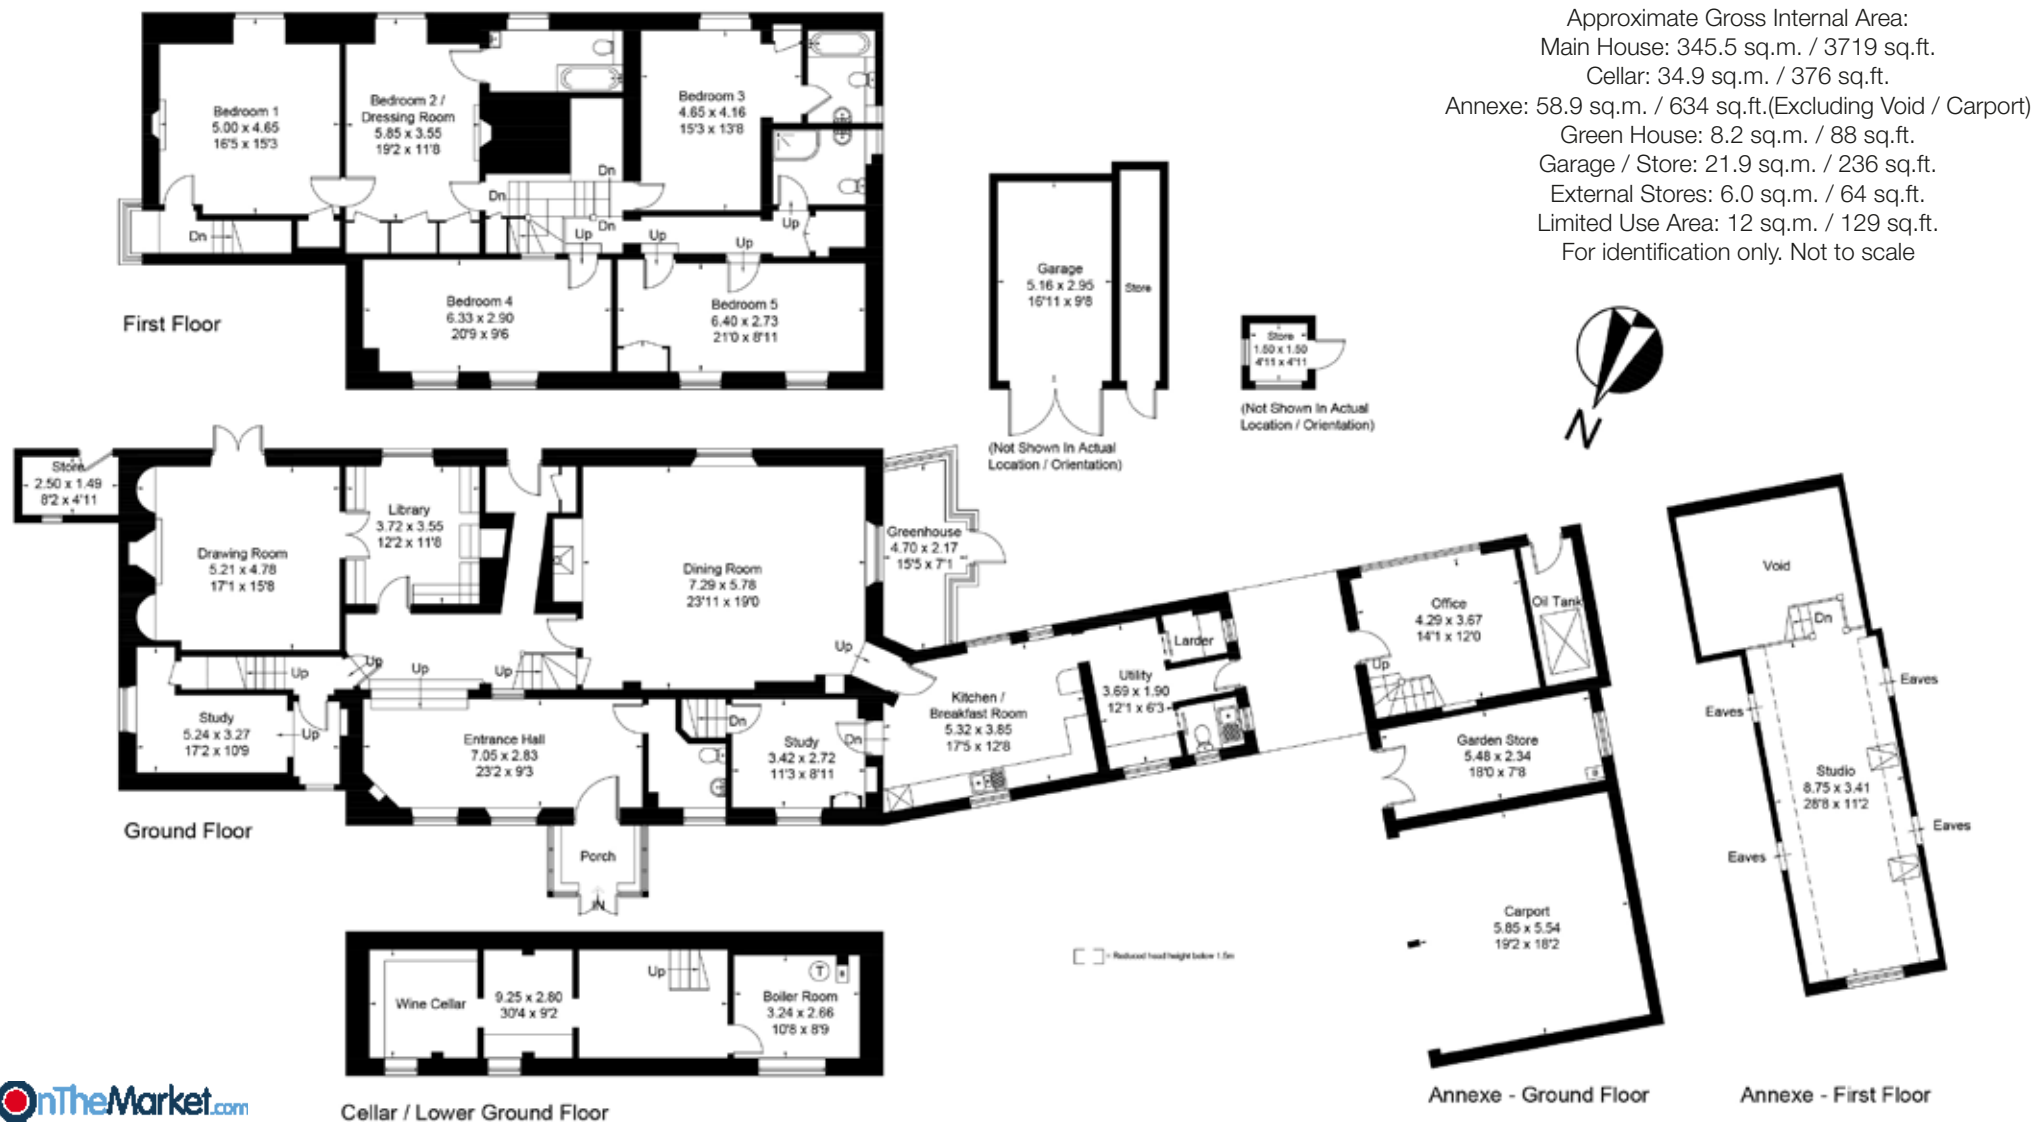 Approximate Gross Internal Area:
Main House: 345.5 sq.m. / 3719 sq.ft.
Cellar: 34.9 sq.m. / 376 sq.ft.
Annexe: 58.9 sq.m. / 634 sq.ft.(Excluding Void / Carport)
Green House: 8.2 sq.m. / 88 sq.ft.
Garage / Store: 21.9 sq.m. / 236 sq.ft.
External Stores: 6.0 sq.m. / 64 sq.ft.
Limited Use Area: 12 sq.m. / 129 sq.ft.
For identification only. Not to scale
Bedroom 1
5.00 x 4.65
16'5 x 15'3
Bedroom 2 /
Dressing Room
5.85 x 3.55
19'2 x 11'8
Bedroom 3
4.65 x 4.16
15'3 x 13'8
Dn
Dn
Dn
Dn
Up
Up
Up
Up
Bedroom 4
6.33 x 2.90
20'9 x 9'6
Bedroom 5
6.40 x 2.73
21'0 x 8'11
First Floor
Garage
5.16 x 2.95
16'11 x 9'8
Store
(Not Shown In Actual
Location / Orientation)
Store
1.50 x 1.50
4'11 x 4'11
(Not Shown In Actual
Location / Orientation)
N
Store
2.50 x 1.49
8'2 x 4'11
Drawing Room
5.21 x 4.78
17'1 x 15'8
Library
3.72 x 3.55
12'2 x 11'8
Dining Room
7.29 x 5.78
23'11 x 19'0
Greenhouse
4.70 x 2.17
15'5 x 7'1
Up
Up
Up
Up
Up
Up
Study
5.24 x 3.27
17'2 x 10'9
Entrance Hall
7.05 x 2.83
23'2 x 9'3
Dn
Study
3.42 x 2.72
11'3 x 8'11
Dn
Kitchen /
Breakfast Room
5.32 x 3.85
17'5 x 12'8
Utility
3.69 x 1.90
12'1 x 6'3
Larder
Porch
IN
Ground Floor
Office
4.29 x 3.67
14'1 x 12'0
Up
Oil Tank
Garden Store
5.48 x 2.34
18'0 x 7'8
Carport
5.85 x 5.54
19'2 x 18'2
Annexe - Ground Floor
Void
Dn
Eaves
Eaves
Studio
8.75 x 3.41
28'8 x 11'2
Eaves
Eaves
Annexe - First Floor
= Reduced head height below 1.5m
Wine Cellar
9.25 x 2.80
30'4 x 9'2
Up
T
Boiler Room
3.24 x 2.66
10'8 x 8'9
Cellar / Lower Ground Floor
OnTheMarket.com